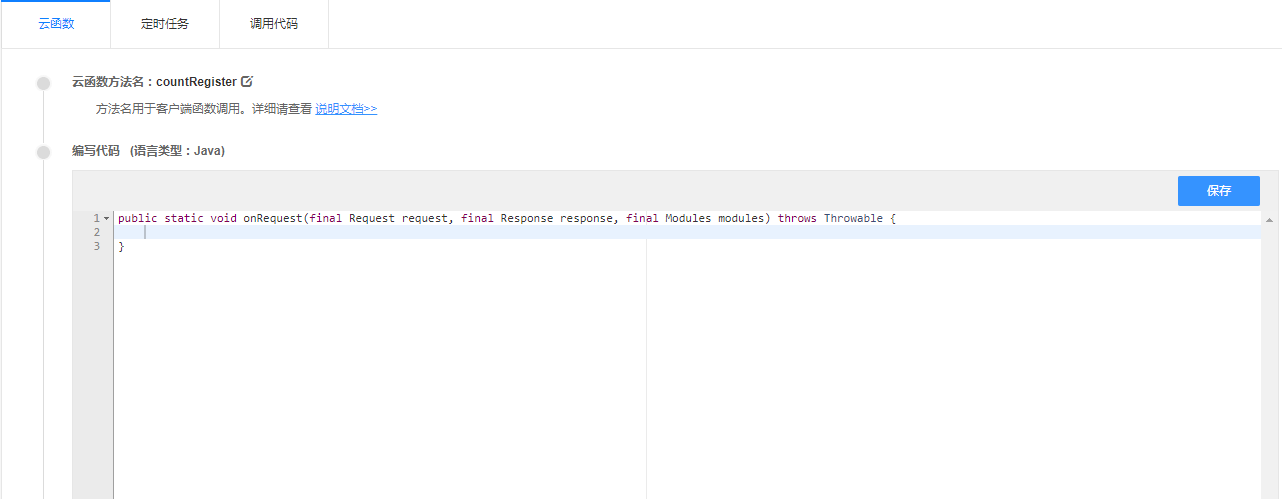 云函数 定时任务 调用代码
云函数方法名：countRegister
方法名用于客户端函数调用。详细请查看 说明文档>>
编写代码 (语言类型：Java)
保存
1 public static void onRequest(final Request request, final Response response, final Modules modules) throws Throwable {
2
3 }